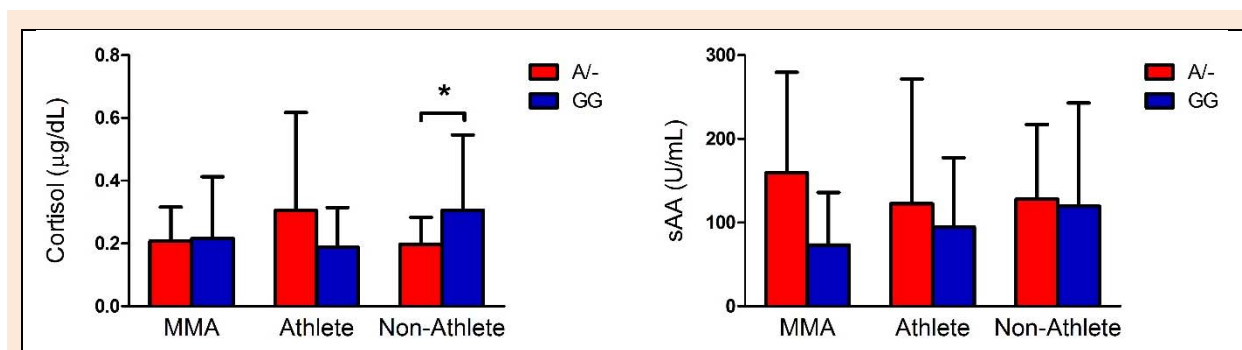 Cortisol (µg/dL)
0.8
0.6
0.4
0.2
0.0
*
A/-
GG
MMA Athlete Non-Athlete
sAA (U/mL)
300
200
100
0
A/-
GG
MMA Athlete Non-Athlete